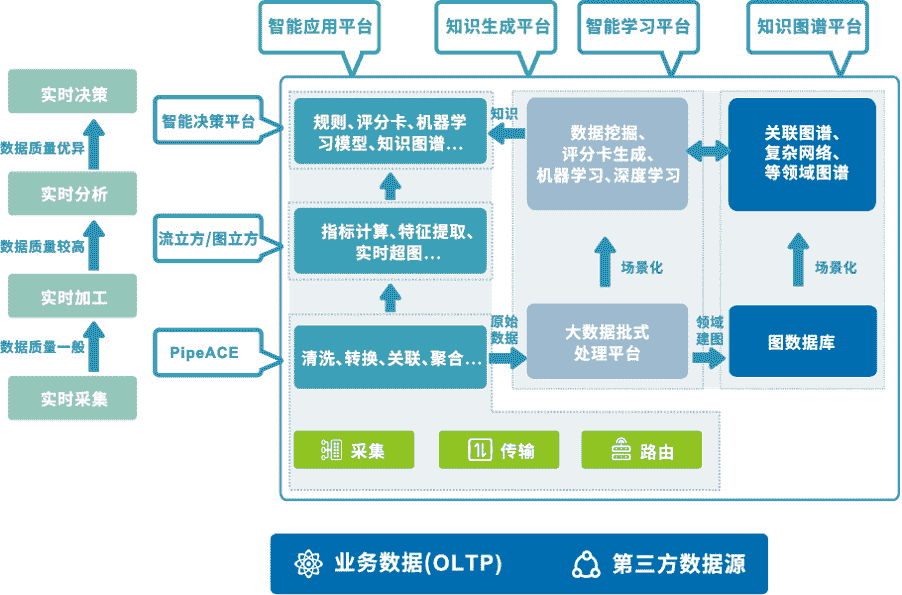 智能应用平台
知识生成平台
智能学习平台
知识图谱平台
实时决策
数据质量优异
实时分析
数据质量较高
实时加工
数据质量一般
实时采集
智能决策平台
流立方/图立方
PipeACE
规则、评分卡、机器学
习模型、知识图谱...
知识
数据挖掘、
评分卡生成、
机器学习、深度学习
关联图谱、
复杂网络、
等领域图谱
指标计算、特征提取、
实时超图...
场景化
场景化
清洗、转换、关联、聚合...
原始
数据
大数据批式
处理平台
领域
建图
图数据库
采集
传输
路由
业务数据(OLTP)
第三方数据源